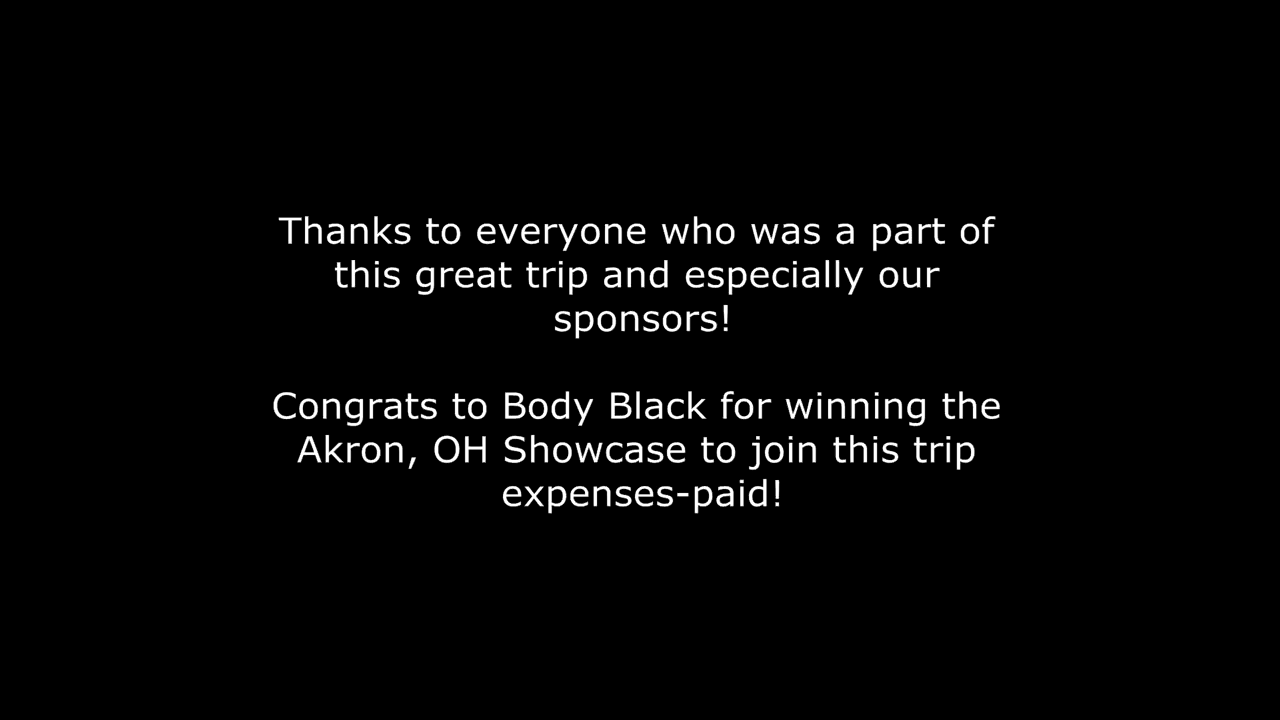 Thanks to everyone who was a part of
this great trip and especially our
sponsors!
Congrats to Body Black for winning the
Akron, OH Showcase to join this trip
expenses-paid!